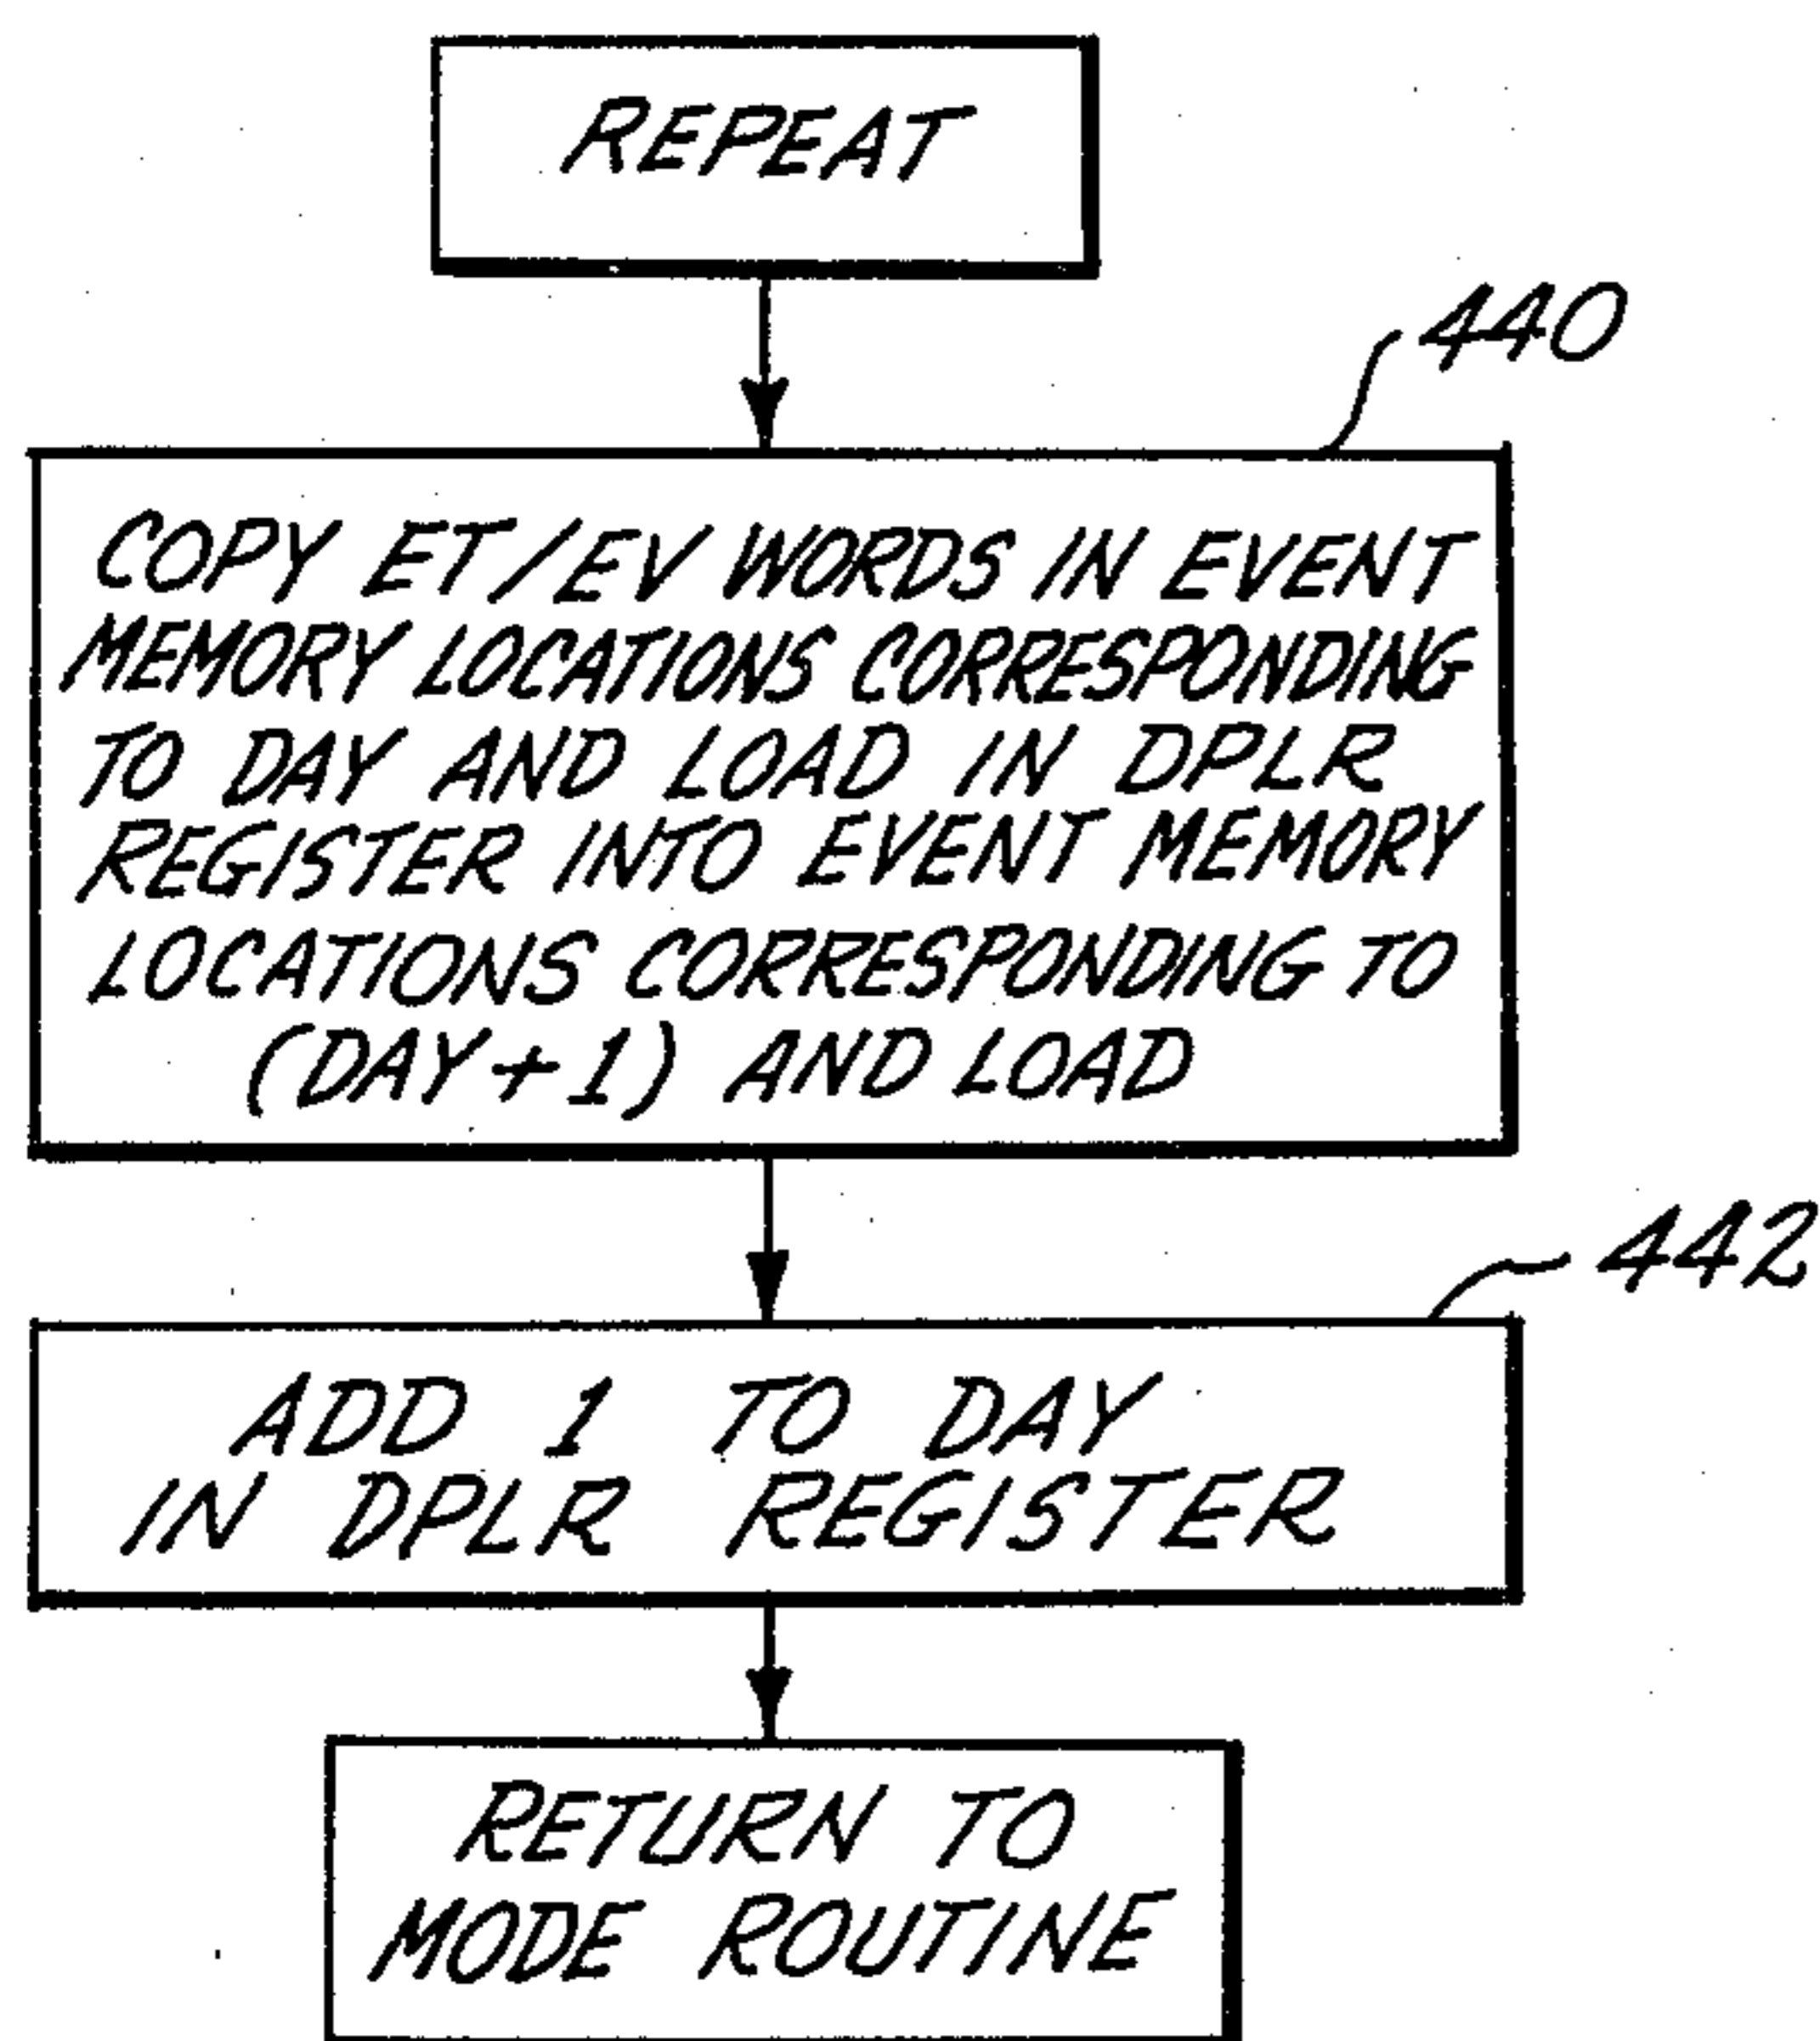 REPEAT
440
COPY ET/EV WORDS IN EVENT
MEMORY LOCATIONS CORRESPONDING
TO DAY AND LOAD IN DPLR
REGISTER INTO EVENT MEMORY
LOCATIONS CORRESPONDING TO
(DAY+1) AND LOAD
442
ADD 1 TO DAY
IN DPLR REGISTER
RETURN TO
MODE ROUTINE